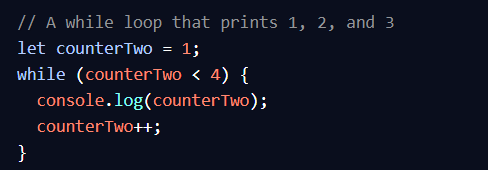 // A while loop that prints 1, 2, and 3
let counterTwo = 1;
while (counterTwo < 4) {
  console.log(counterTwo);
  counterTwo++;
}